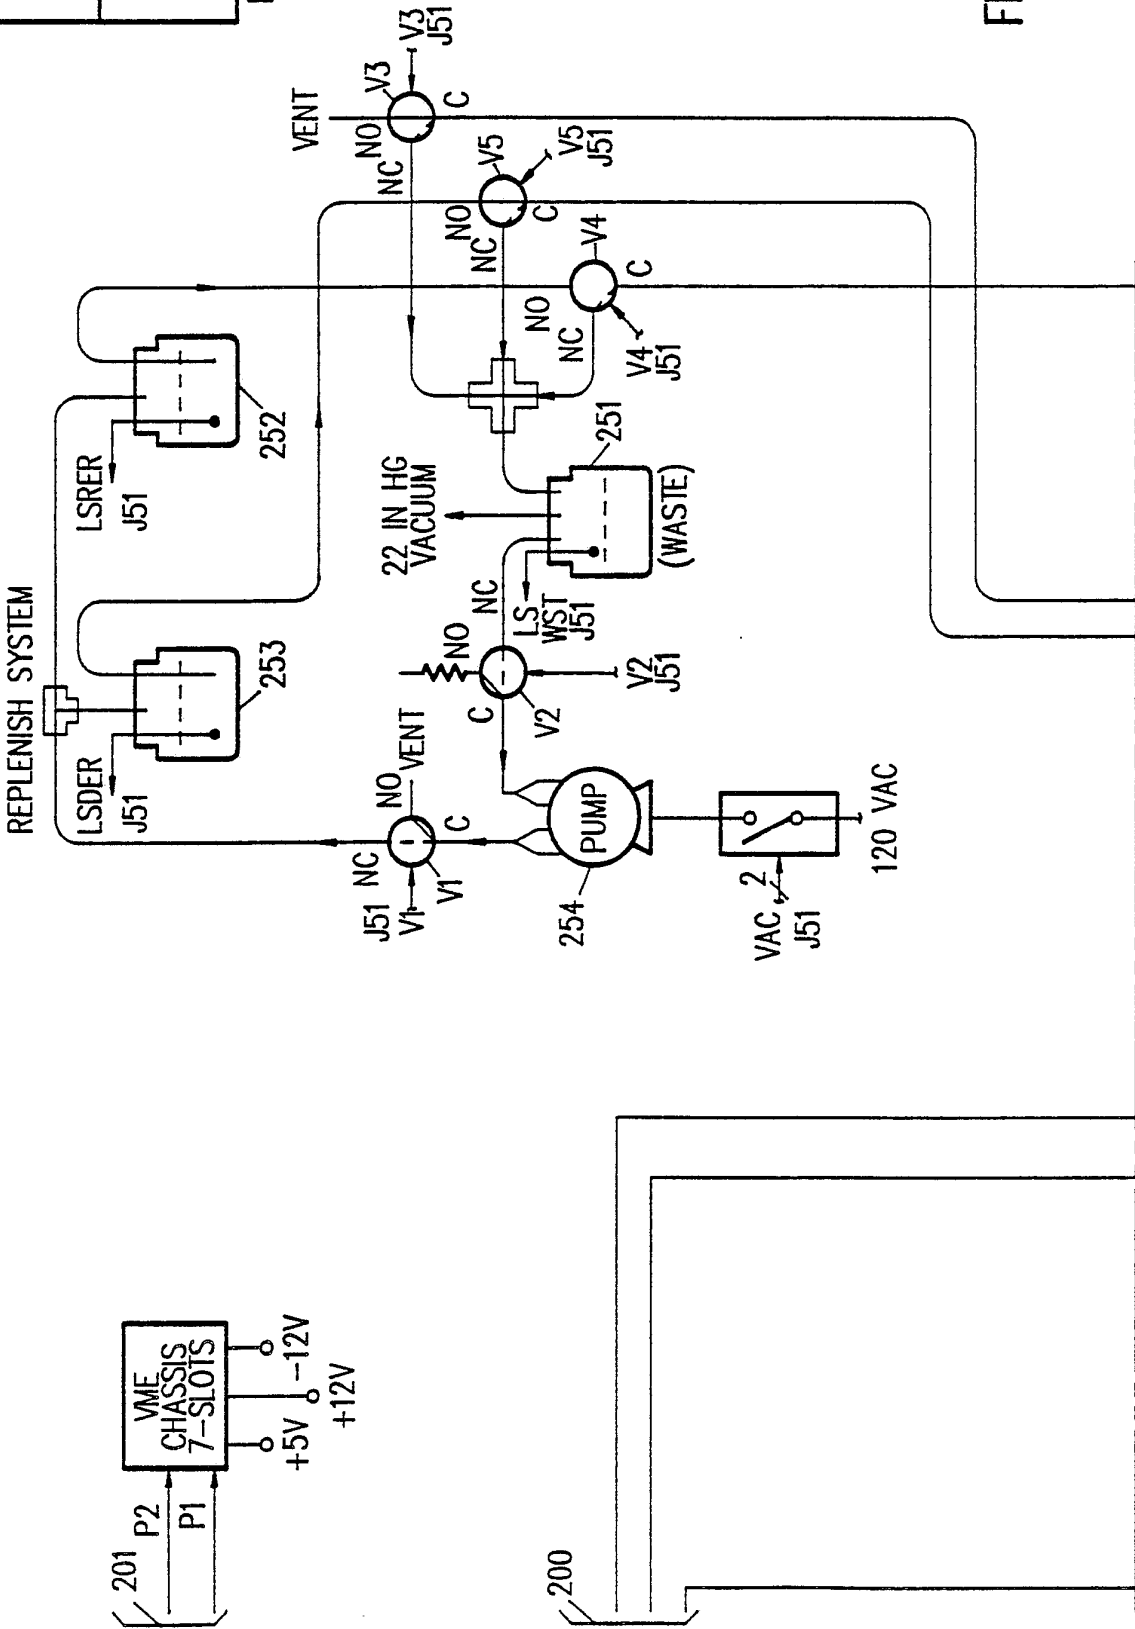 REPLENISH SYSTEM
LSDER
J51
253
LSRER
J51
252
VENT
NO
V3
V3
J51
NC
C
NO
V5
V5
J51
NC
C
NO
V4
V4
J51
NC
C
22 IN HG
VACUUM
251
(WASTE)
LS
WST
J51
NC
NO
C
V2
V2
J51
NO
VENT
NC
C
J51
V1
V1
PUMP
254
VAC
2
J51
120 VAC
VME
CHASSIS
7-SLOTS
+5V
-12V
+12V
201
P2
P1
200